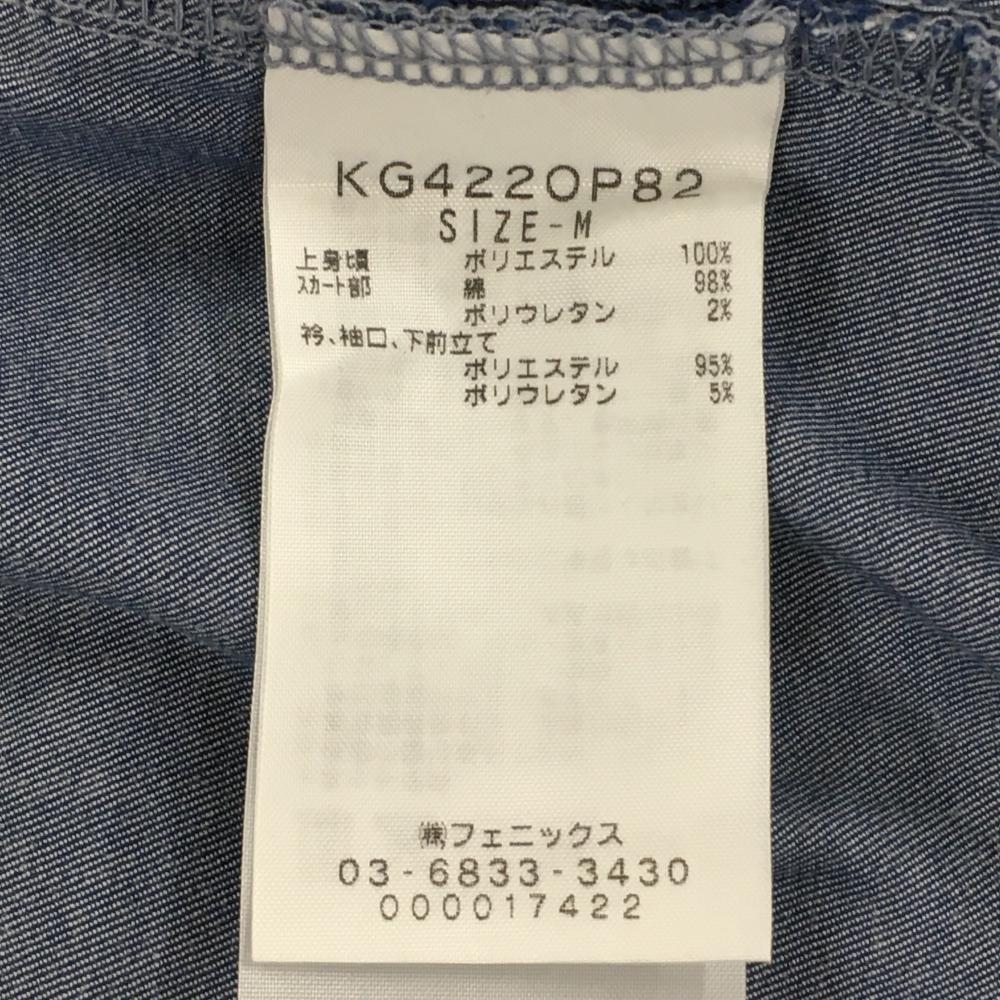 KG422OP82
SIZE-M
上身頃 ポリエステル 100%
スカート部 綿 98%
ポリウレタン 2%
衿、袖口、下前立て
ポリエステル 95%
ポリウレタン 5%
㈱フェニックス
03-6833-3430
000017422